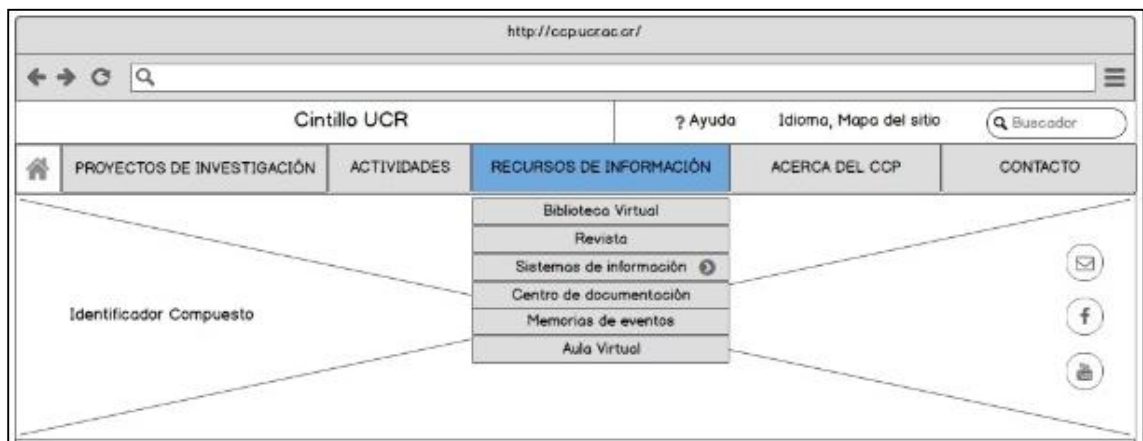 http://ccp.ucr.ac.cr/
Cintillo UCR
? Ayuda
Idioma, Mapa del sitio
Buscador
PROYECTOS DE INVESTIGACIÓN
ACTIVIDADES
RECURSOS DE INFORMACIÓN
ACERCA DEL CCP
CONTACTO
Biblioteca Virtual
Revista
Sistemas de información
Centro de documentación
Memorias de eventos
Aula Virtual
Identificador Compuesto